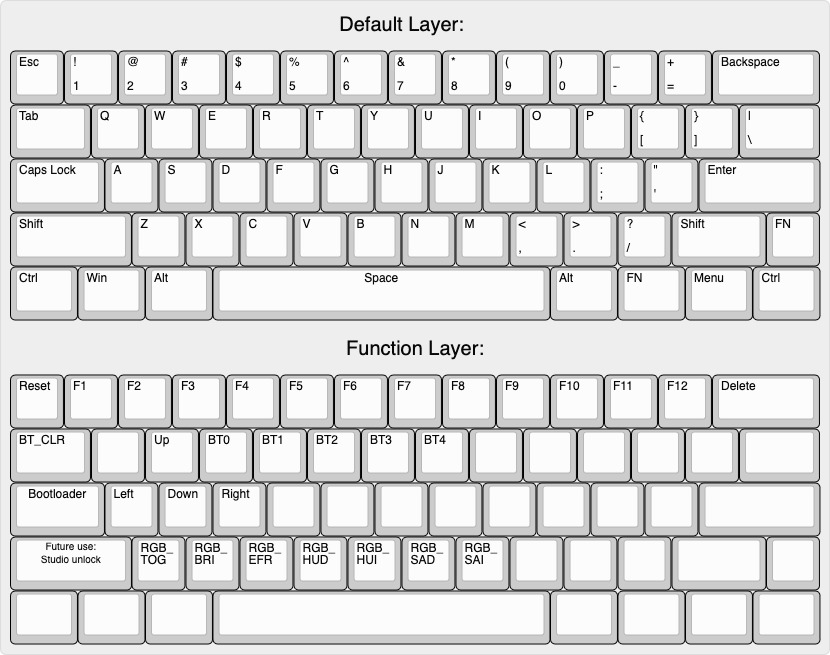 Default Layer:
Esc ! @ # $ % ^ & * ( ) _ + Backspace
1 2 3 4 5 6 7 8 9 0 - =
Tab Q W E R T Y U I O P { } |
[ ] \
Caps Lock A S D F G H J K L : " Enter
; '
Shift Z X C V B N M < > ? Shift FN
, . /
Ctrl Win Alt Space Alt FN Menu Ctrl
Function Layer:
Reset F1 F2 F3 F4 F5 F6 F7 F8 F9 F10 F11 F12 Delete
BT_CLR Up BT0 BT1 BT2 BT3 BT4
Bootloader Left Down Right
Future use: RGB_ RGB_ RGB_ RGB_ RGB_ RGB_ RGB_
Studio unlock TOG BRI EFR HUD HUI SAD SAI